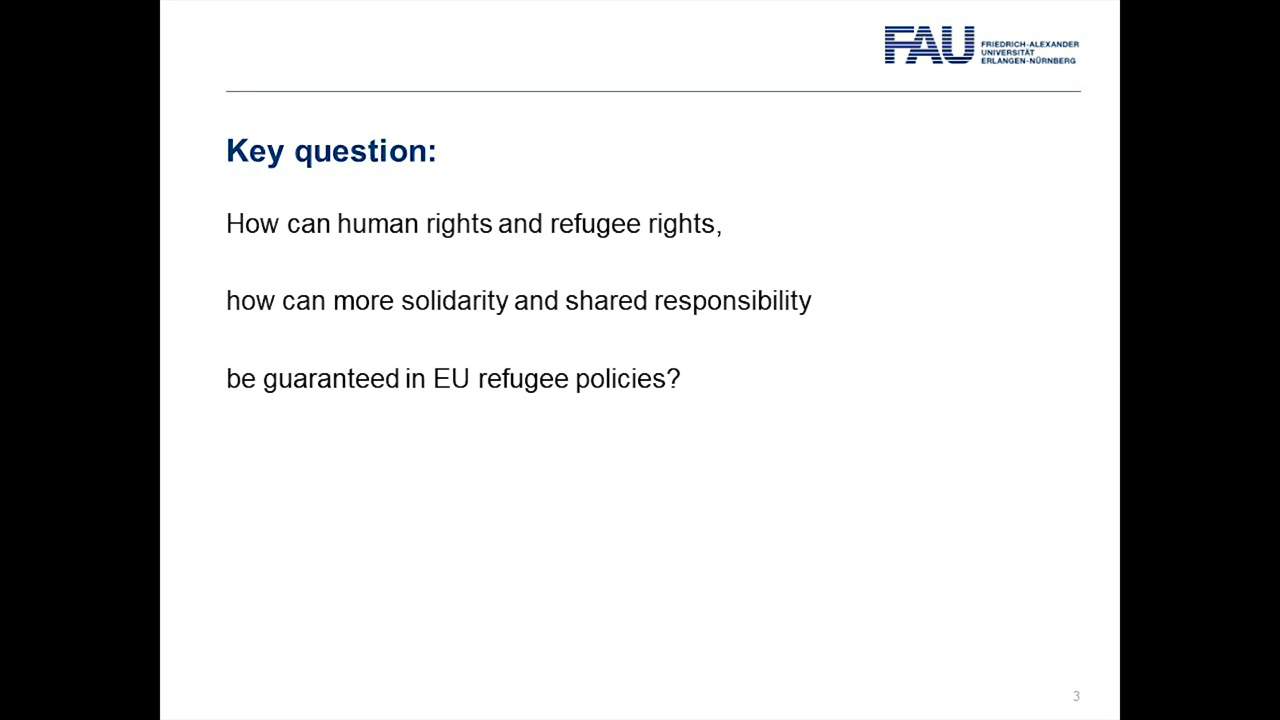 FAU
FRIEDRICH-ALEXANDER
UNIVERSITÄT
ERLANGEN-NÜRNBERG
Key question:
How can human rights and refugee rights,
how can more solidarity and shared responsibility
be guaranteed in EU refugee policies?
3